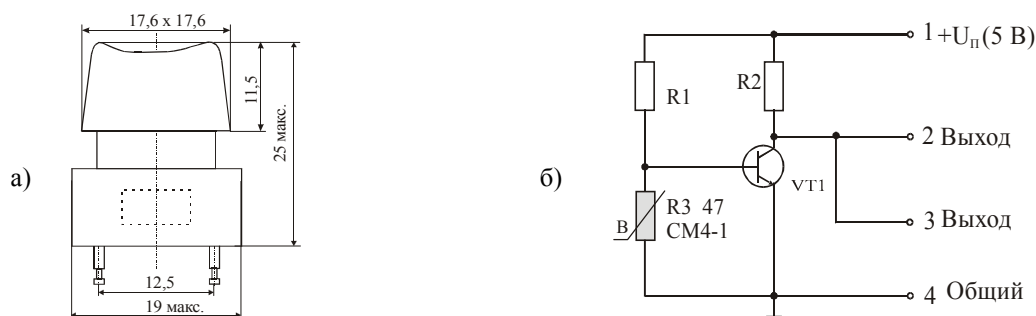 17,6 x 17,6
11,5
25 макс.
12,5
19 макс.
а)
б)
1 +Uп (5 В)
R1
R2
2 Выход
VT1
R3 47
СМ4-1
B
3 Выход
4 Общий